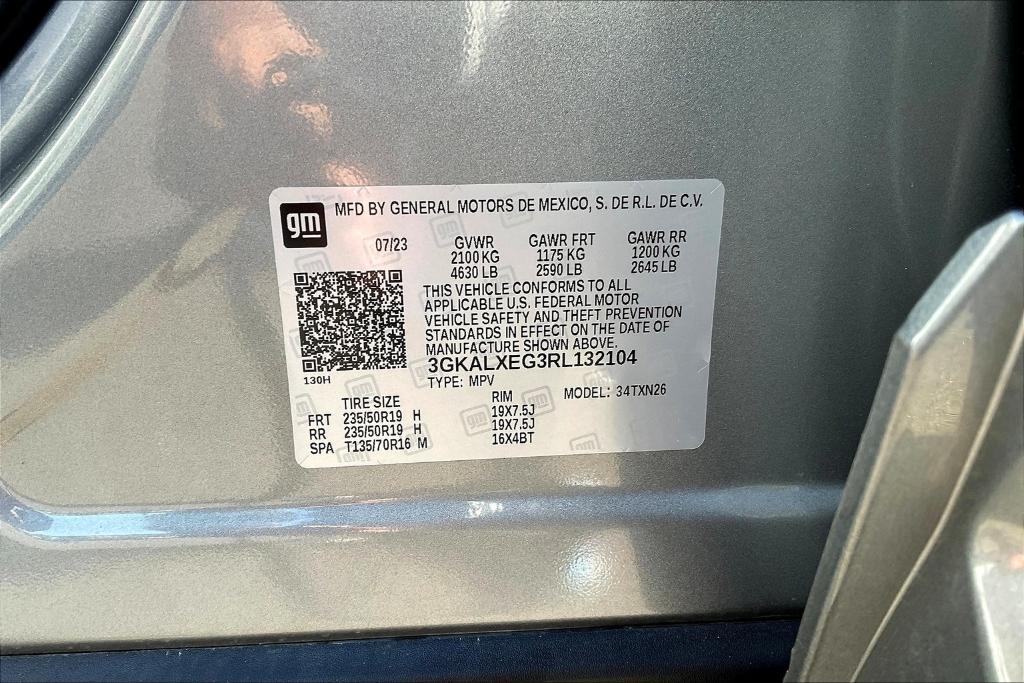 gm MFD BY GENERAL MOTORS DE MEXICO, S. DE R.L. DE C.V.
07/23 GVWR GAWR FRT GAWR RR
2100 KG 1175 KG 1200 KG
4630 LB 2590 LB 2645 LB
THIS VEHICLE CONFORMS TO ALL
APPLICABLE U.S. FEDERAL MOTOR
VEHICLE SAFETY AND THEFT PREVENTION
STANDARDS IN EFFECT ON THE DATE OF
MANUFACTURE SHOWN ABOVE.
3GKALXEG3RL132104
130H
TYPE: MPV
TIRE SIZE RIM MODEL: 34TXN26
FRT 235/50R19 H 19X7.5J
RR 235/50R19 H 19X7.5J
SPA T135/70R16 M 16X4BT